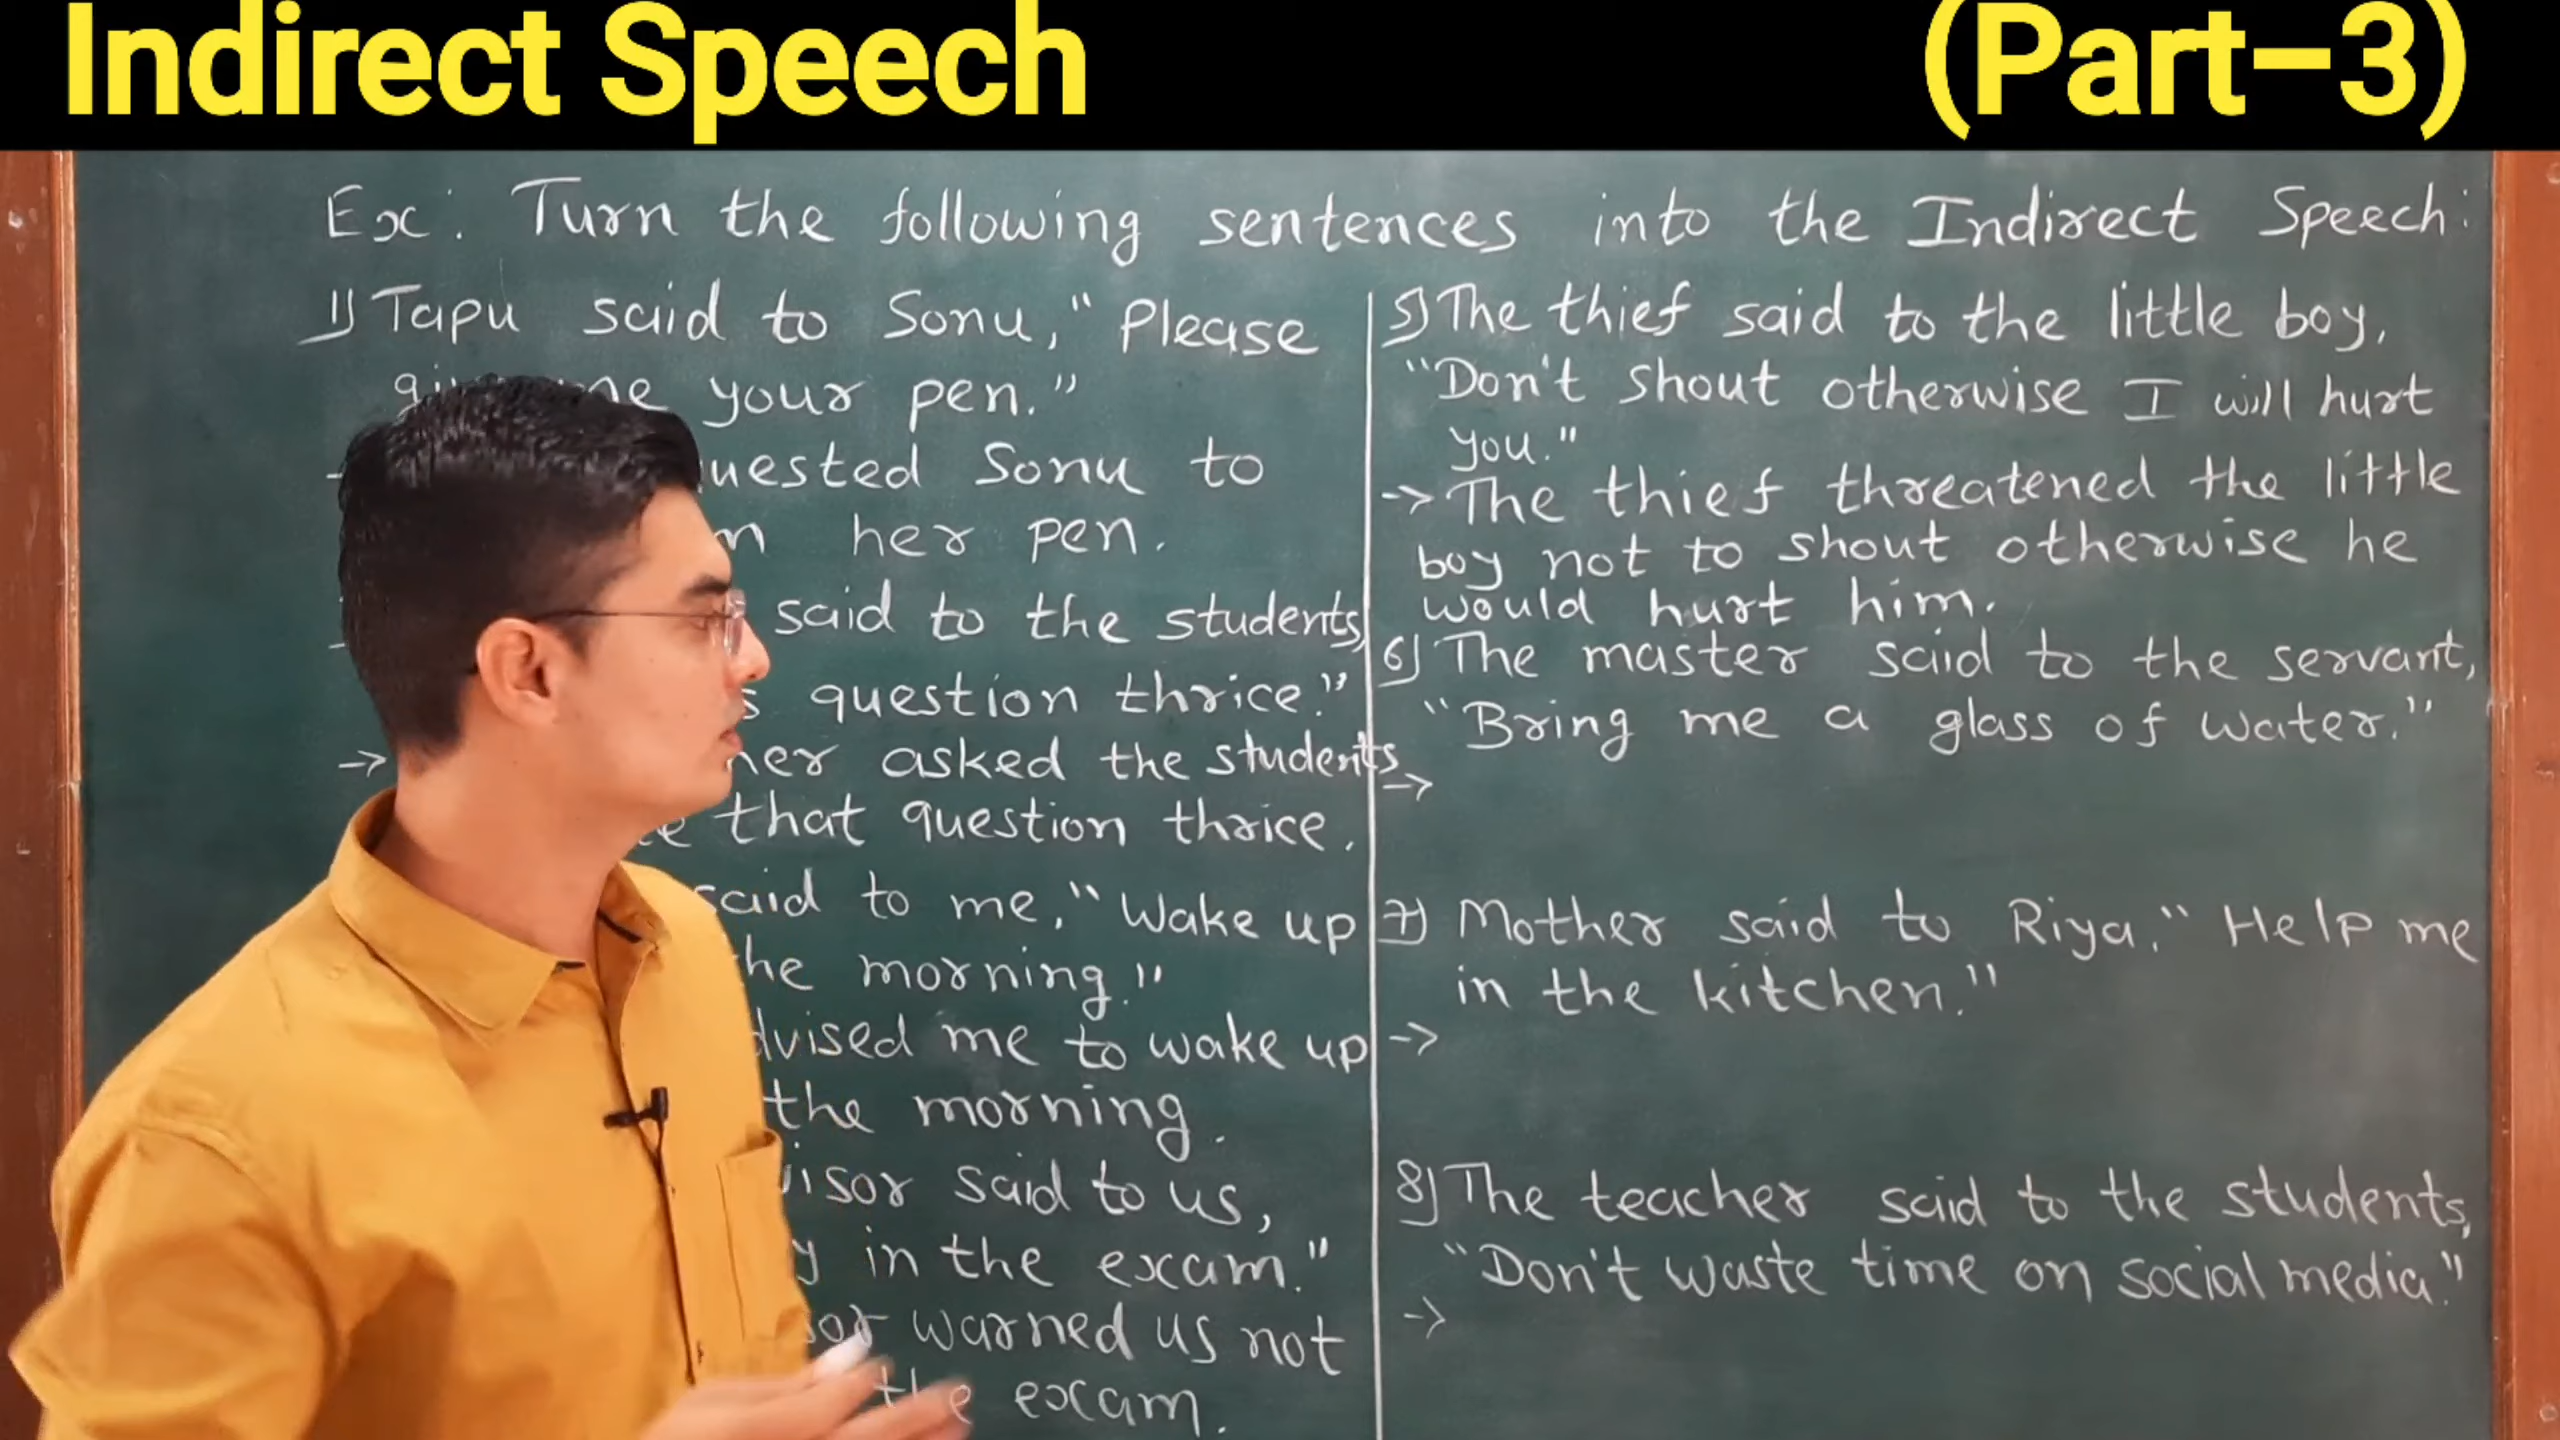 Indirect Speech (Part-3)
Ex: Turn the following sentences into the Indirect Speech:
1) Tapu said to Sonu, "Please
me your pen."
Sonu to
her pen.
said to the students,
question thrice."
-> asked the students
that question thrice.
said to me, "Wake up
morning."
me to wake up
the morning.
said to us,
in the exam."
warned us not
the exam.
5) The thief said to the little boy,
"Don't shout otherwise I will hurt
you."
-> The thief threatened the little
boy not to shout otherwise he
would hurt him.
6) The master said to the servant,
"Bring me a glass of water."
->
7) Mother said to Riya, "Help me
in the kitchen."
->
8) The teacher said to the students,
"Don't waste time on social media."
->